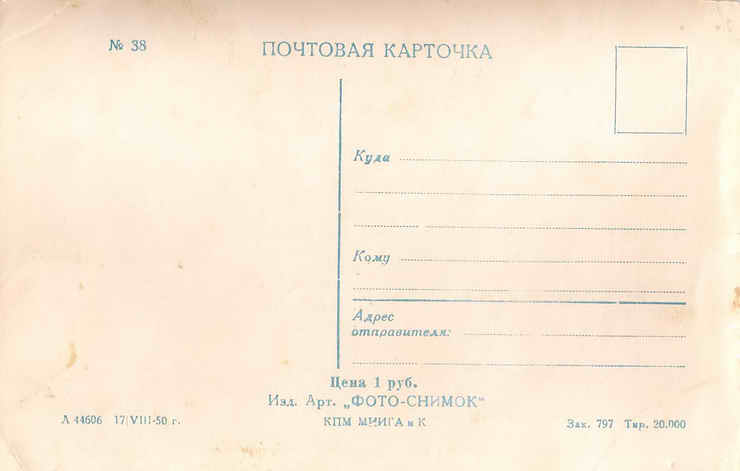 № 38
ПОЧТОВАЯ КАРТОЧКА
Куда
Кому
Адрес
отправителя:
Цена 1 руб.
Изд. Арт. „ФОТО-СНИМОК“
Л 44606 17/VIII-50 г.
КПМ МИИГА и К
Зак. 797 Тир. 20.000